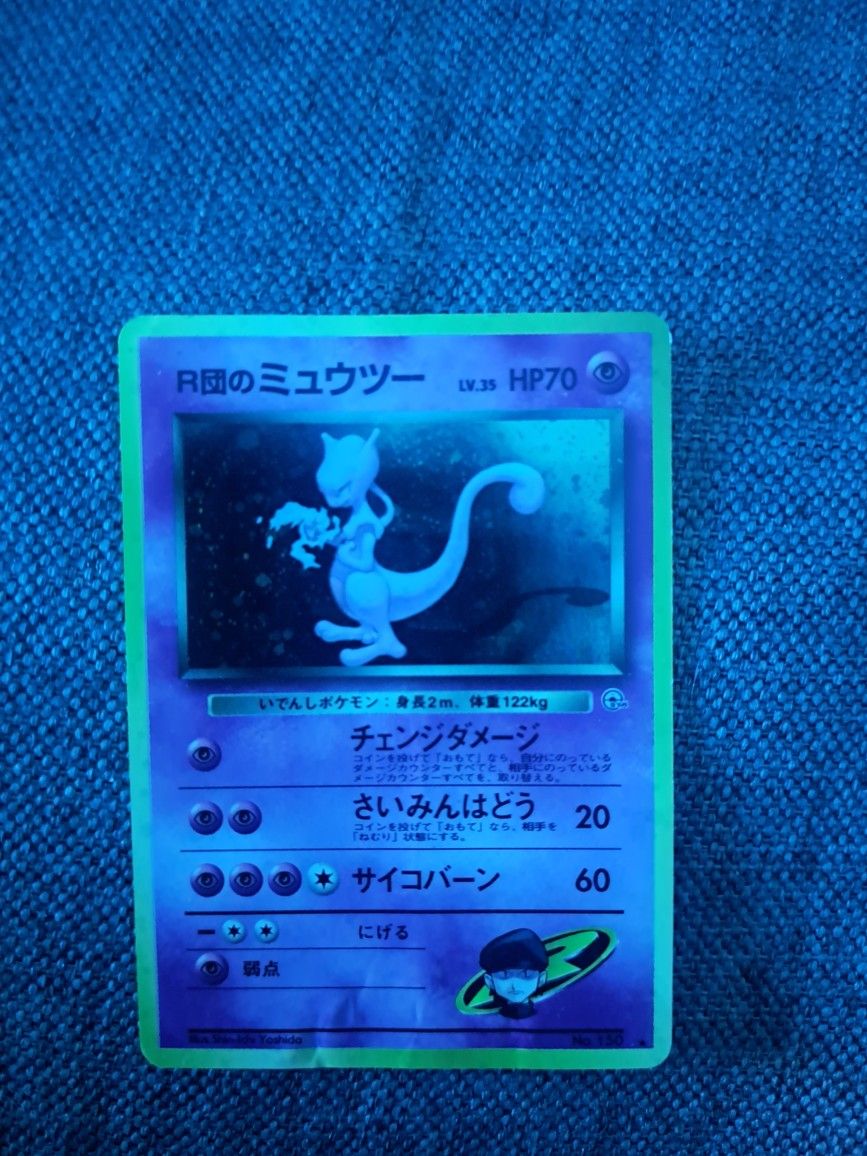 R団のミュウツー LV.35 HP70
いでんしポケモン：身長2m、体重122kg
チェンジダメージ
コインを投げて「おもて」なら、自分にのっている
ダメージカウンターすべてと、相手にのっているダ
メージカウンターすべてを、取り替える。
さいみんはどう 20
コインを投げて「おもて」なら、相手を
「ねむり」状態にする。
サイコバーン 60
ー にげる
弱点
R
Illus. Shin-ichi Yoshida No. 150 ★